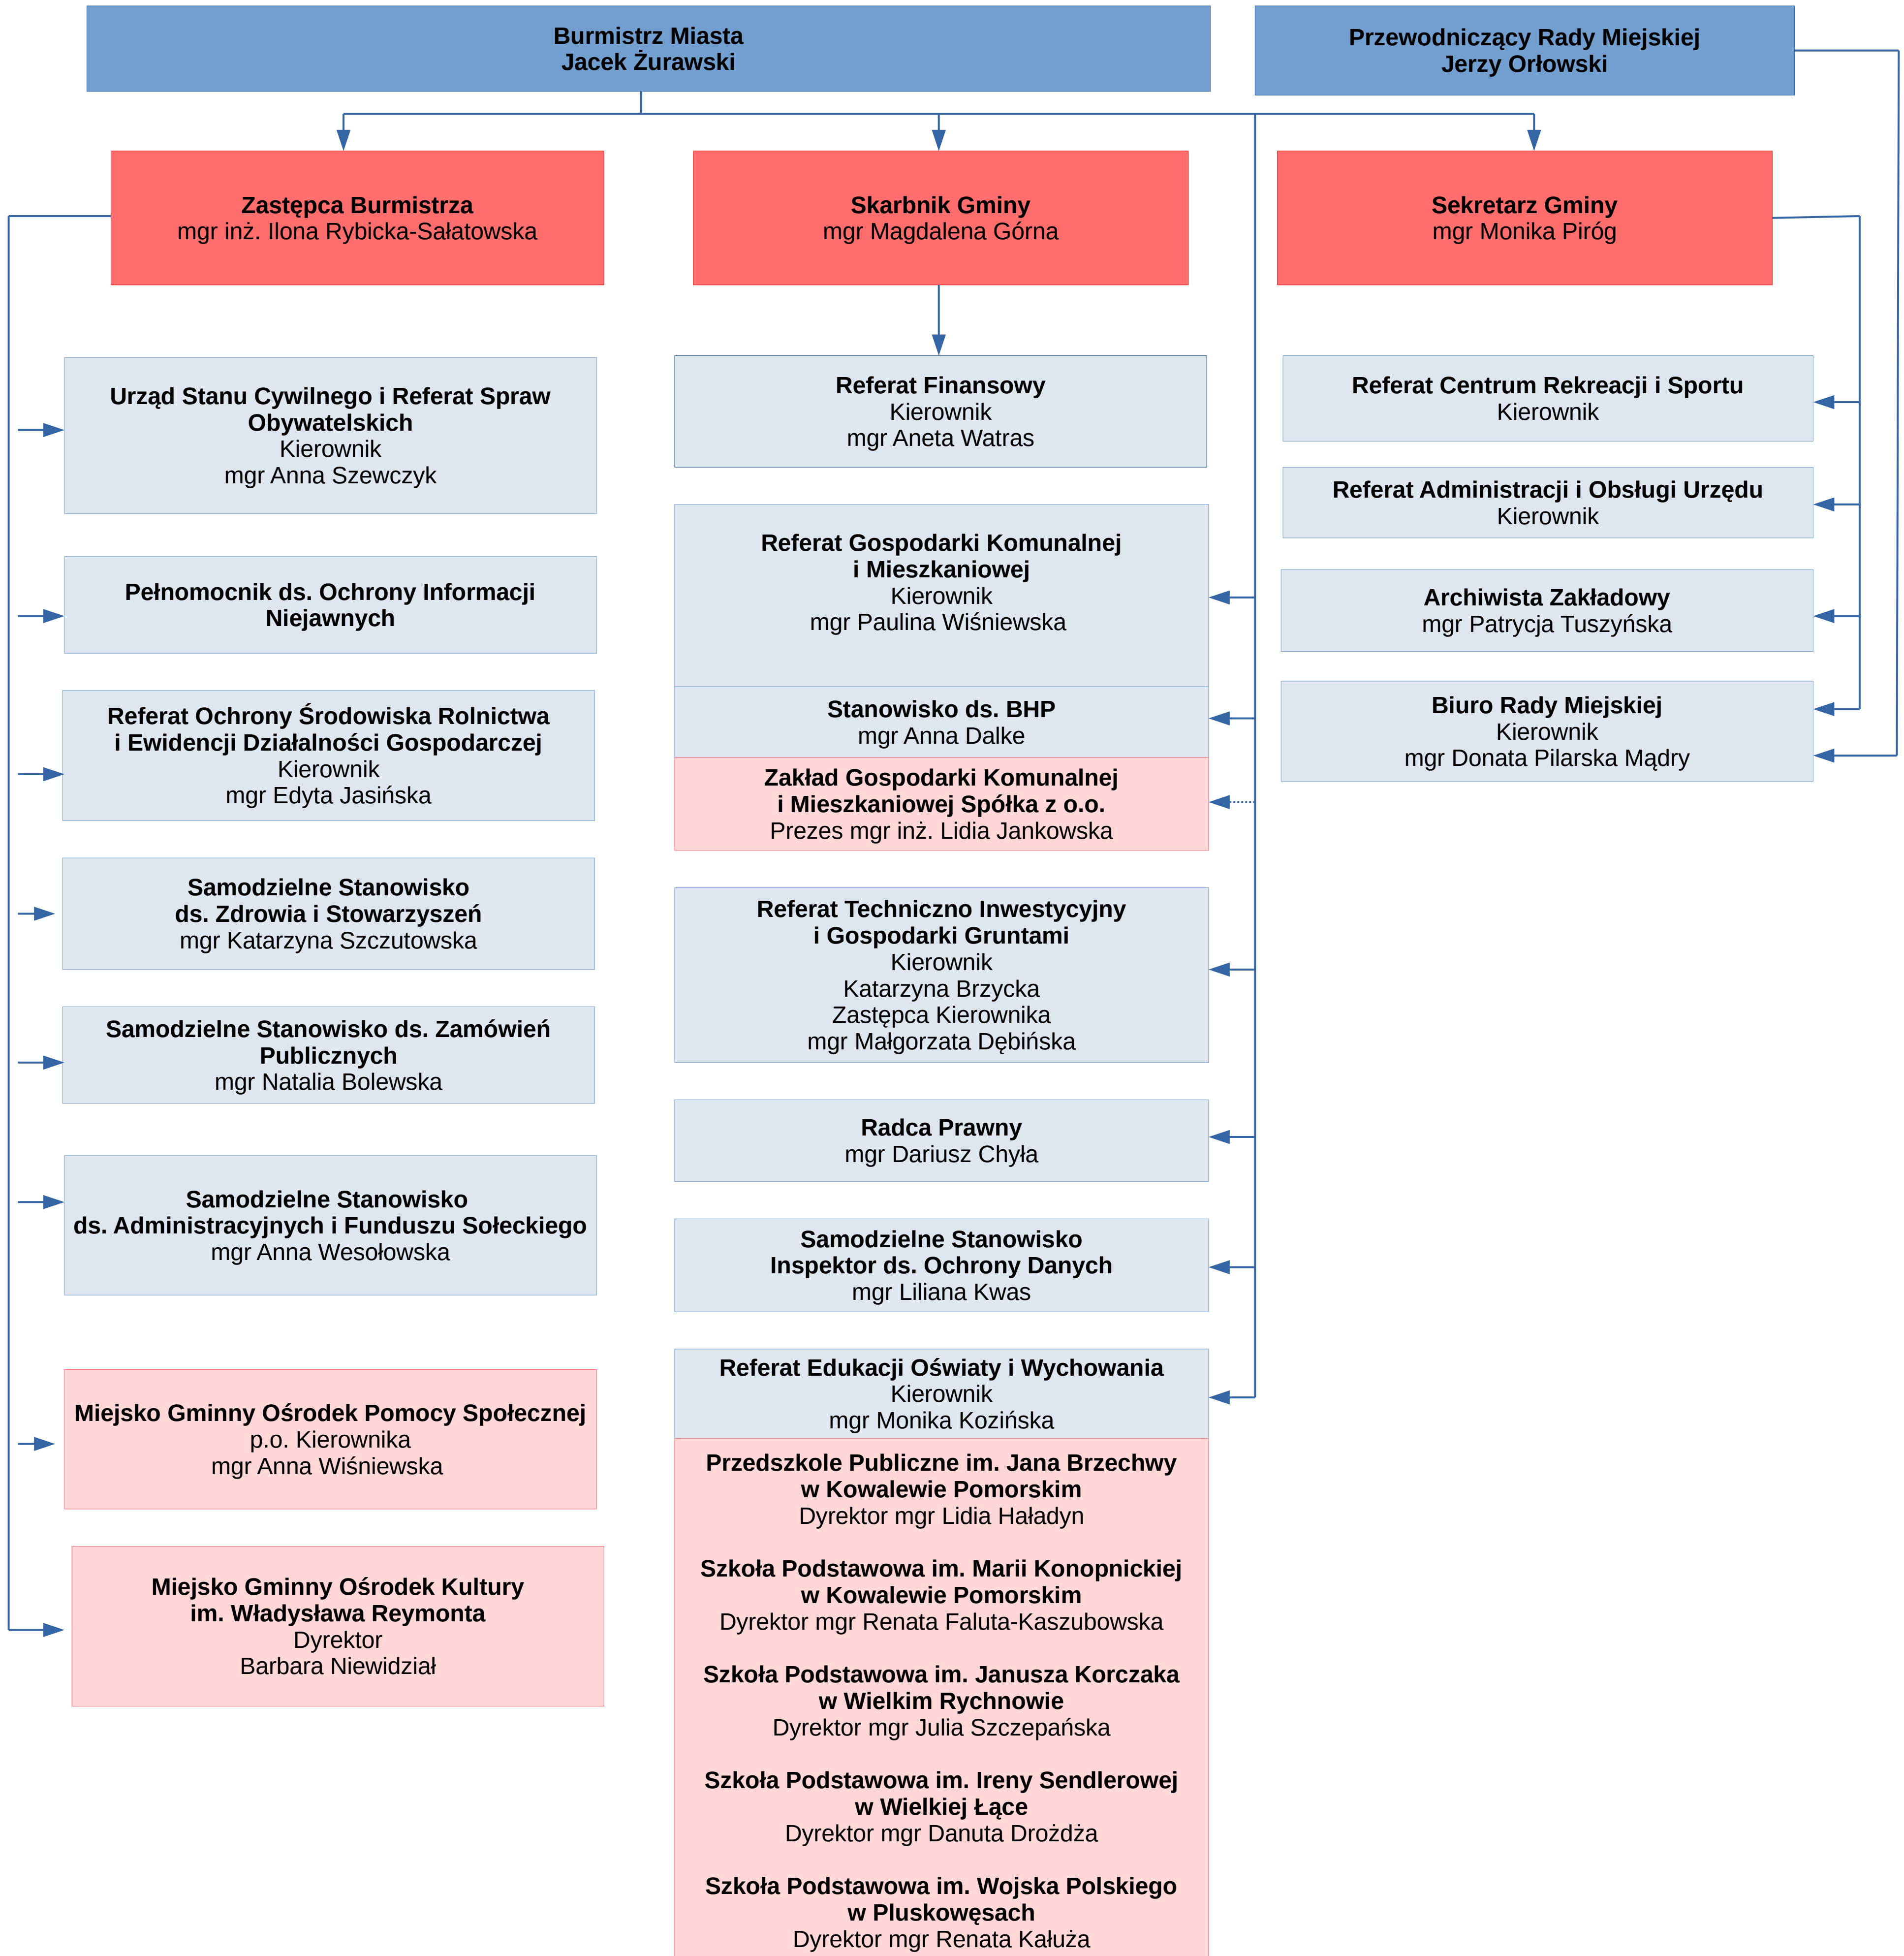 Burmistrz Miasta
Jacek Żurawski
Przewodniczący Rady Miejskiej
Jerzy Orłowski
Zastępca Burmistrza
mgr inż. Ilona Rybicka-Sałatowska
Skarbnik Gminy
mgr Magdalena Górna
Sekretarz Gminy
mgr Monika Piróg
Urząd Stanu Cywilnego i Referat Spraw
Obywatelskich
Kierownik
mgr Anna Szewczyk
Pełnomocnik ds. Ochrony Informacji
Niejawnych
Referat Ochrony Środowiska Rolnictwa
i Ewidencji Działalności Gospodarczej
Kierownik
mgr Edyta Jasińska
Samodzielne Stanowisko
ds. Zdrowia i Stowarzyszeń
mgr Katarzyna Szczutowska
Samodzielne Stanowisko ds. Zamówień
Publicznych
mgr Natalia Bolewska
Samodzielne Stanowisko
ds. Administracyjnych i Funduszu Sołeckiego
mgr Anna Wesołowska
Miejsko Gminny Ośrodek Pomocy Społecznej
p.o. Kierownika
mgr Anna Wiśniewska
Miejsko Gminny Ośrodek Kultury
im. Władysława Reymonta
Dyrektor
Barbara Niewidział
Referat Finansowy
Kierownik
mgr Aneta Watras
Referat Gospodarki Komunalnej
i Mieszkaniowej
Kierownik
mgr Paulina Wiśniewska
Stanowisko ds. BHP
mgr Anna Dalke
Zakład Gospodarki Komunalnej
i Mieszkaniowej Spółka z o.o.
Prezes mgr inż. Lidia Jankowska
Referat Techniczno Inwestycyjny
i Gospodarki Gruntami
Kierownik
Katarzyna Brzycka
Zastępca Kierownika
mgr Małgorzata Dębińska
Radca Prawny
mgr Dariusz Chyła
Samodzielne Stanowisko
Inspektor ds. Ochrony Danych
mgr Liliana Kwas
Referat Edukacji Oświaty i Wychowania
Kierownik
mgr Monika Kozińska
Przedszkole Publiczne im. Jana Brzechwy
w Kowalewie Pomorskim
Dyrektor mgr Lidia Haładyn
Szkoła Podstawowa im. Marii Konopnickiej
w Kowalewie Pomorskim
Dyrektor mgr Renata Faluta-Kaszubowska
Szkoła Podstawowa im. Janusza Korczaka
w Wielkim Rychnowie
Dyrektor mgr Julia Szczepańska
Szkoła Podstawowa im. Ireny Sendlerowej
w Wielkiej Łące
Dyrektor mgr Danuta Drożdża
Szkoła Podstawowa im. Wojska Polskiego
w Pluskowęsach
Dyrektor mgr Renata Kałuża
Referat Centrum Rekreacji i Sportu
Kierownik
Referat Administracji i Obsługi Urzędu
Kierownik
Archiwista Zakładowy
mgr Patrycja Tuszyńska
Biuro Rady Miejskiej
Kierownik
mgr Donata Pilarska Mądry